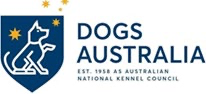 DOGS
AUSTRALIA
EST. 1958 AS AUSTRALIAN
NATIONAL KENNEL COUNCIL